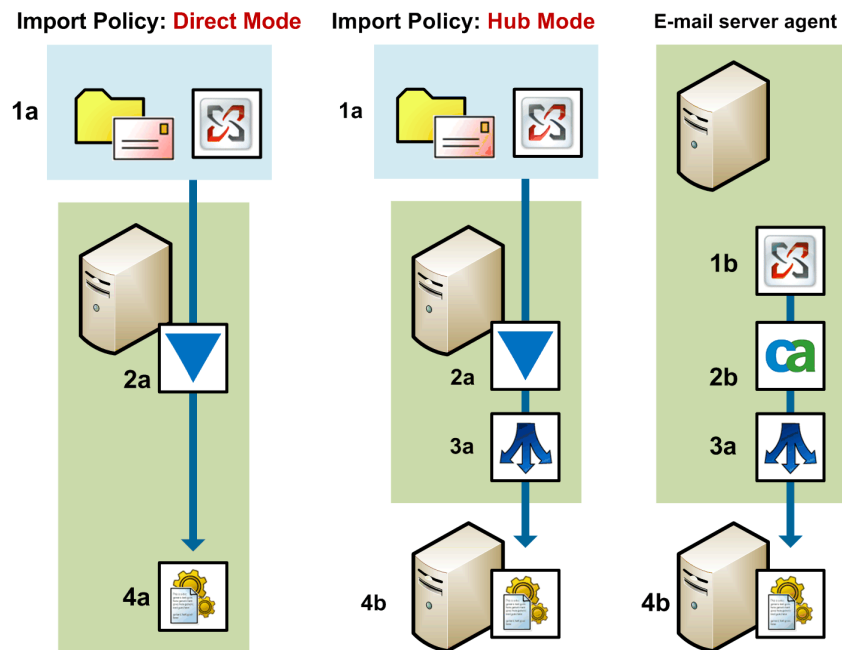 Import Policy: Direct Mode
Import Policy: Hub Mode
E-mail server agent
1a
2a
4a
1a
2a
3a
4b
1b
ca
2b
3a
4b